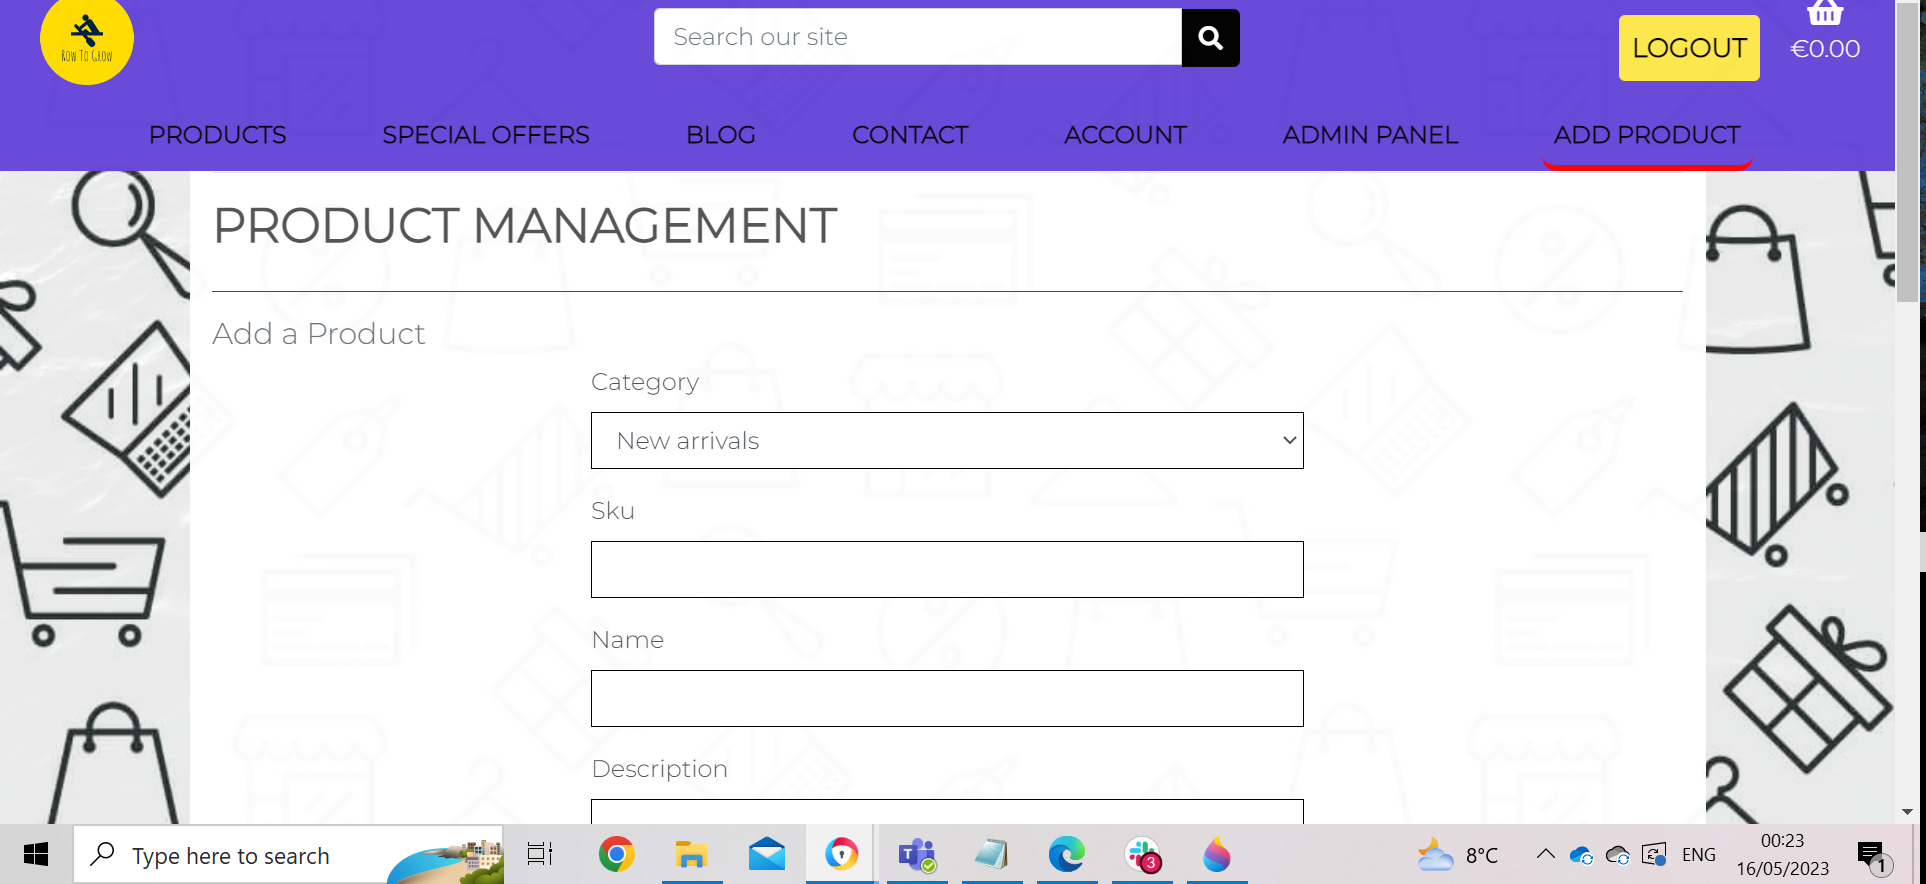 Row To Grow
Search our site
LOGOUT
€0.00
PRODUCTS
SPECIAL OFFERS
BLOG
CONTACT
ACCOUNT
ADMIN PANEL
ADD PRODUCT
PRODUCT MANAGEMENT
Add a Product
Category
New arrivals
Sku
Name
Description
Type here to search
3
8°C
ENG
00:23
16/05/2023
1